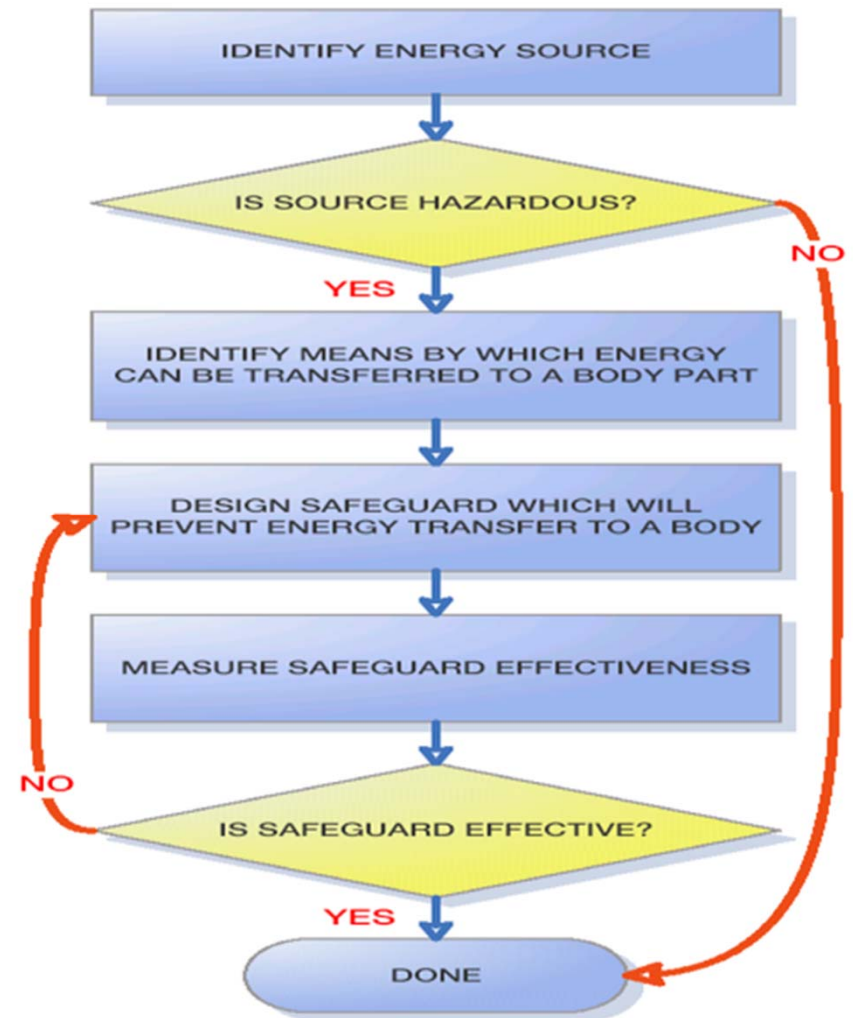 IDENTIFY ENERGY SOURCE
IS SOURCE HAZARDOUS?
NO
YES
IDENTIFY MEANS BY WHICH ENERGY
CAN BE TRANSFERRED TO A BODY PART
DESIGN SAFEGUARD WHICH WILL
PREVENT ENERGY TRANSFER TO A BODY
MEASURE SAFEGUARD EFFECTIVENESS
NO
IS SAFEGUARD EFFECTIVE?
YES
DONE